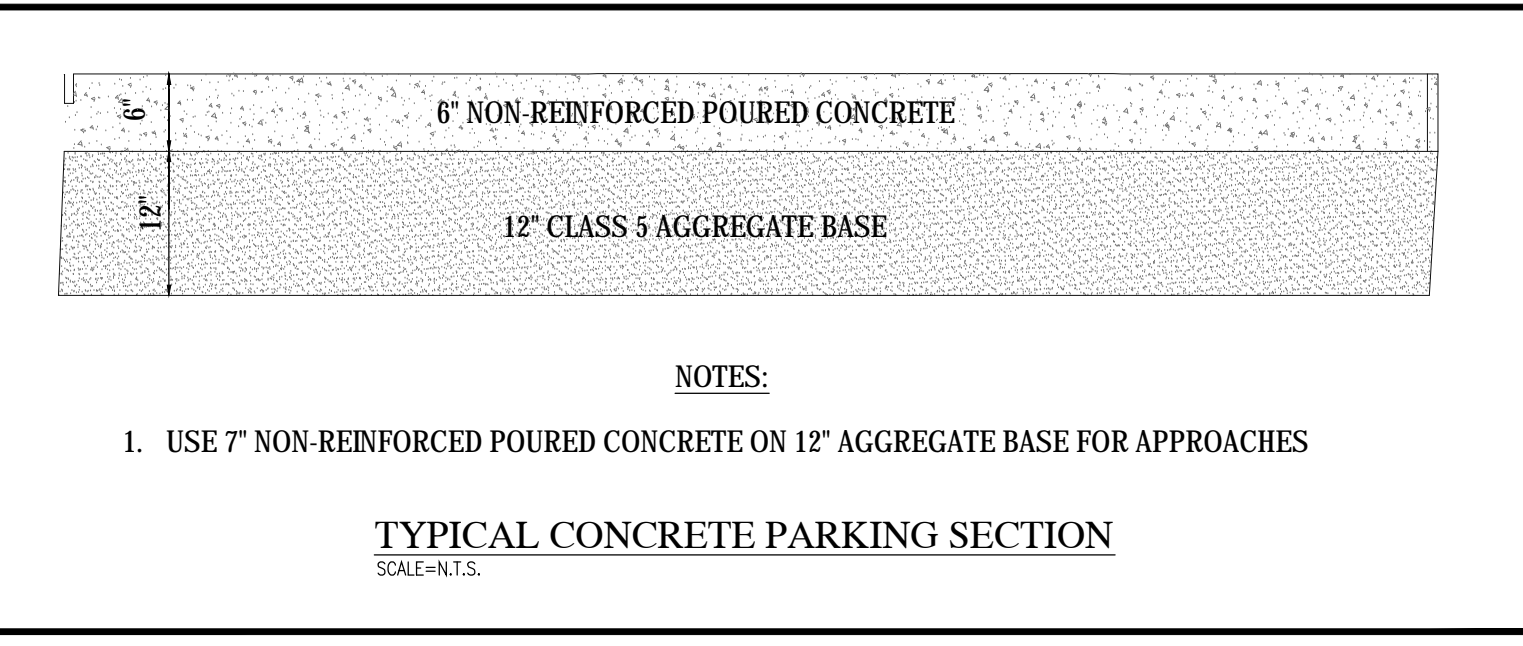 6"
6" NON-REINFORCED POURED CONCRETE
12"
12" CLASS 5 AGGREGATE BASE
NOTES:
1. USE 7" NON-REINFORCED POURED CONCRETE ON 12" AGGREGATE BASE FOR APPROACHES
TYPICAL CONCRETE PARKING SECTION
SCALE=N.T.S.